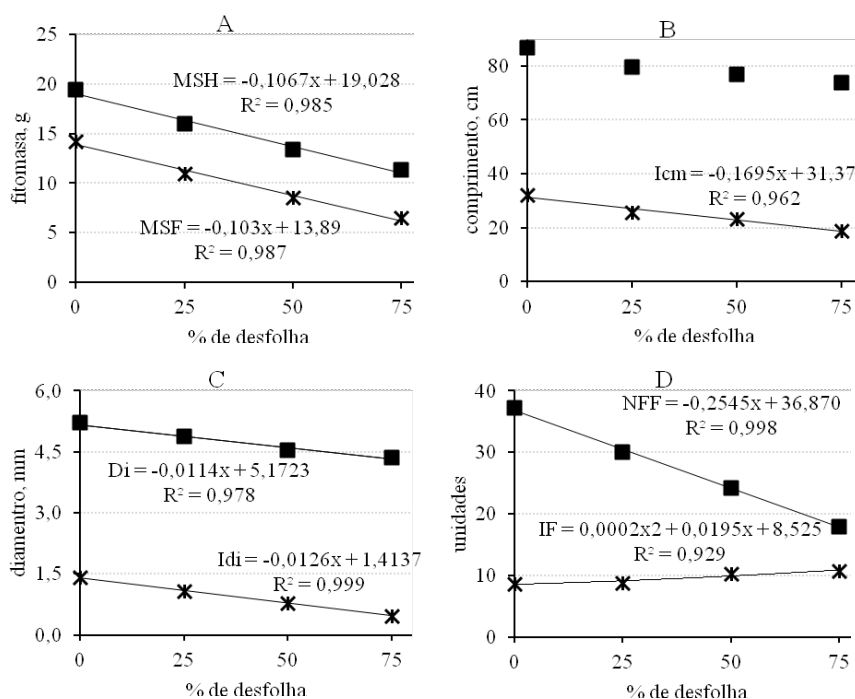 A
25
20
15
10
5
0
fitomasa, g
MSH = -0,1067x + 19,028
R² = 0,985
MSF = -0,103x + 13,89
R² = 0,987
0 25 50 75
% de desfolha
B
80
60
40
20
0
comprimento, cm
Icm = -0,1695x + 31,37
R² = 0,962
0 25 50 75
% de desfolha
C
6,0
4,5
3,0
1,5
0,0
diamentro, mm
Di = -0,0114x + 5,1723
R² = 0,978
Idi = -0,0126x + 1,4137
R² = 0,999
0 25 50 75
% de desfolha
D
40
30
20
10
0
unidades
NFF = -0,2545x + 36,870
R² = 0,998
IF = 0,0002x2 + 0,0195x + 8,525
R² = 0,929
0 25 50 75
% de desfolha